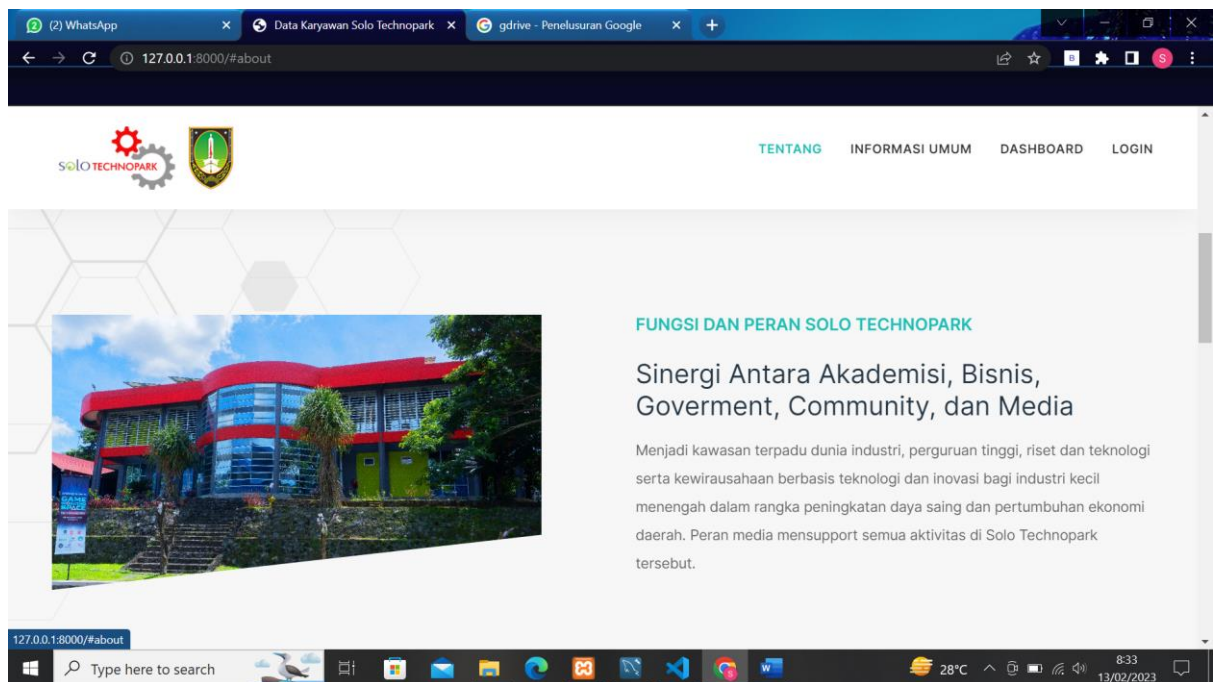 (2) WhatsApp
Data Karyawan Solo Technopark
gdrive - Penelusuran Google
127.0.0.1:8000/#about
solo TECHNOPARK
TENTANG INFORMASI UMUM DASHBOARD LOGIN
FUNGSI DAN PERAN SOLO TECHNOPARK
Sinergi Antara Akademisi, Bisnis,
Goverment, Community, dan Media
Menjadi kawasan terpadu dunia industri, perguruan tinggi, riset dan teknologi
serta kewirausahaan berbasis teknologi dan inovasi bagi industri kecil
menengah dalam rangka peningkatan daya saing dan pertumbuhan ekonomi
daerah. Peran media mensupport semua aktivitas di Solo Technopark
tersebut.
GAME
SPACE
127.0.0.1:8000/#about
Type here to search
28°C
8:33
13/02/2023